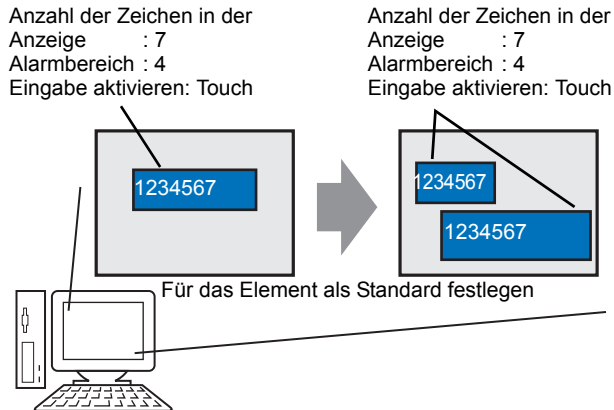 Anzahl der Zeichen in der
Anzeige : 7
Alarmbereich : 4
Eingabe aktivieren: Touch
Anzahl der Zeichen in der
Anzeige : 7
Alarmbereich : 4
Eingabe aktivieren: Touch
1234567
1234567
1234567
Für das Element als Standard festlegen